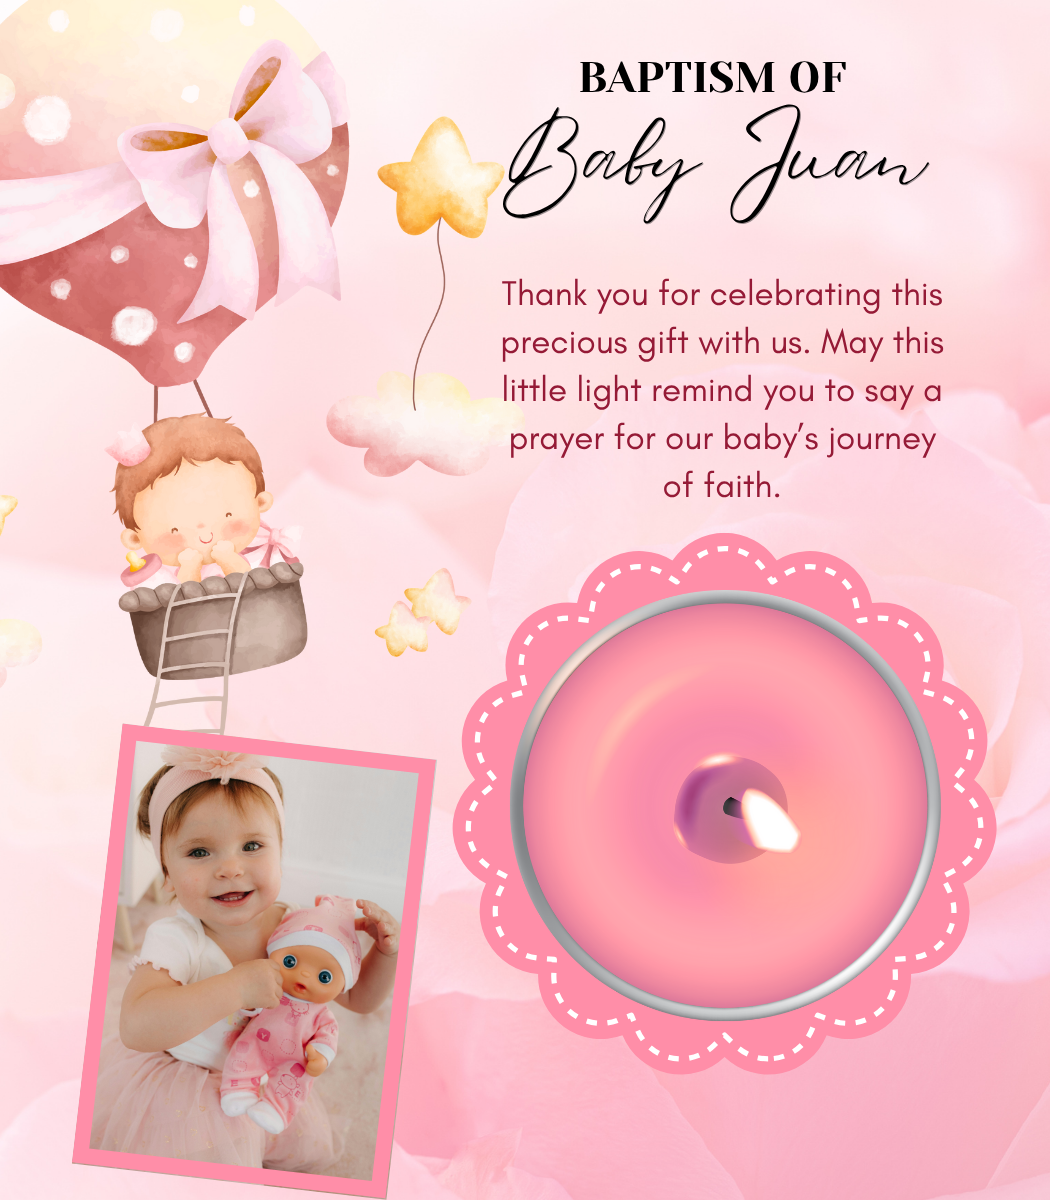 BAPTISM OF
Baby Juan
Thank you for celebrating this
precious gift with us. May this
little light remind you to say a
prayer for our baby’s journey
of faith.